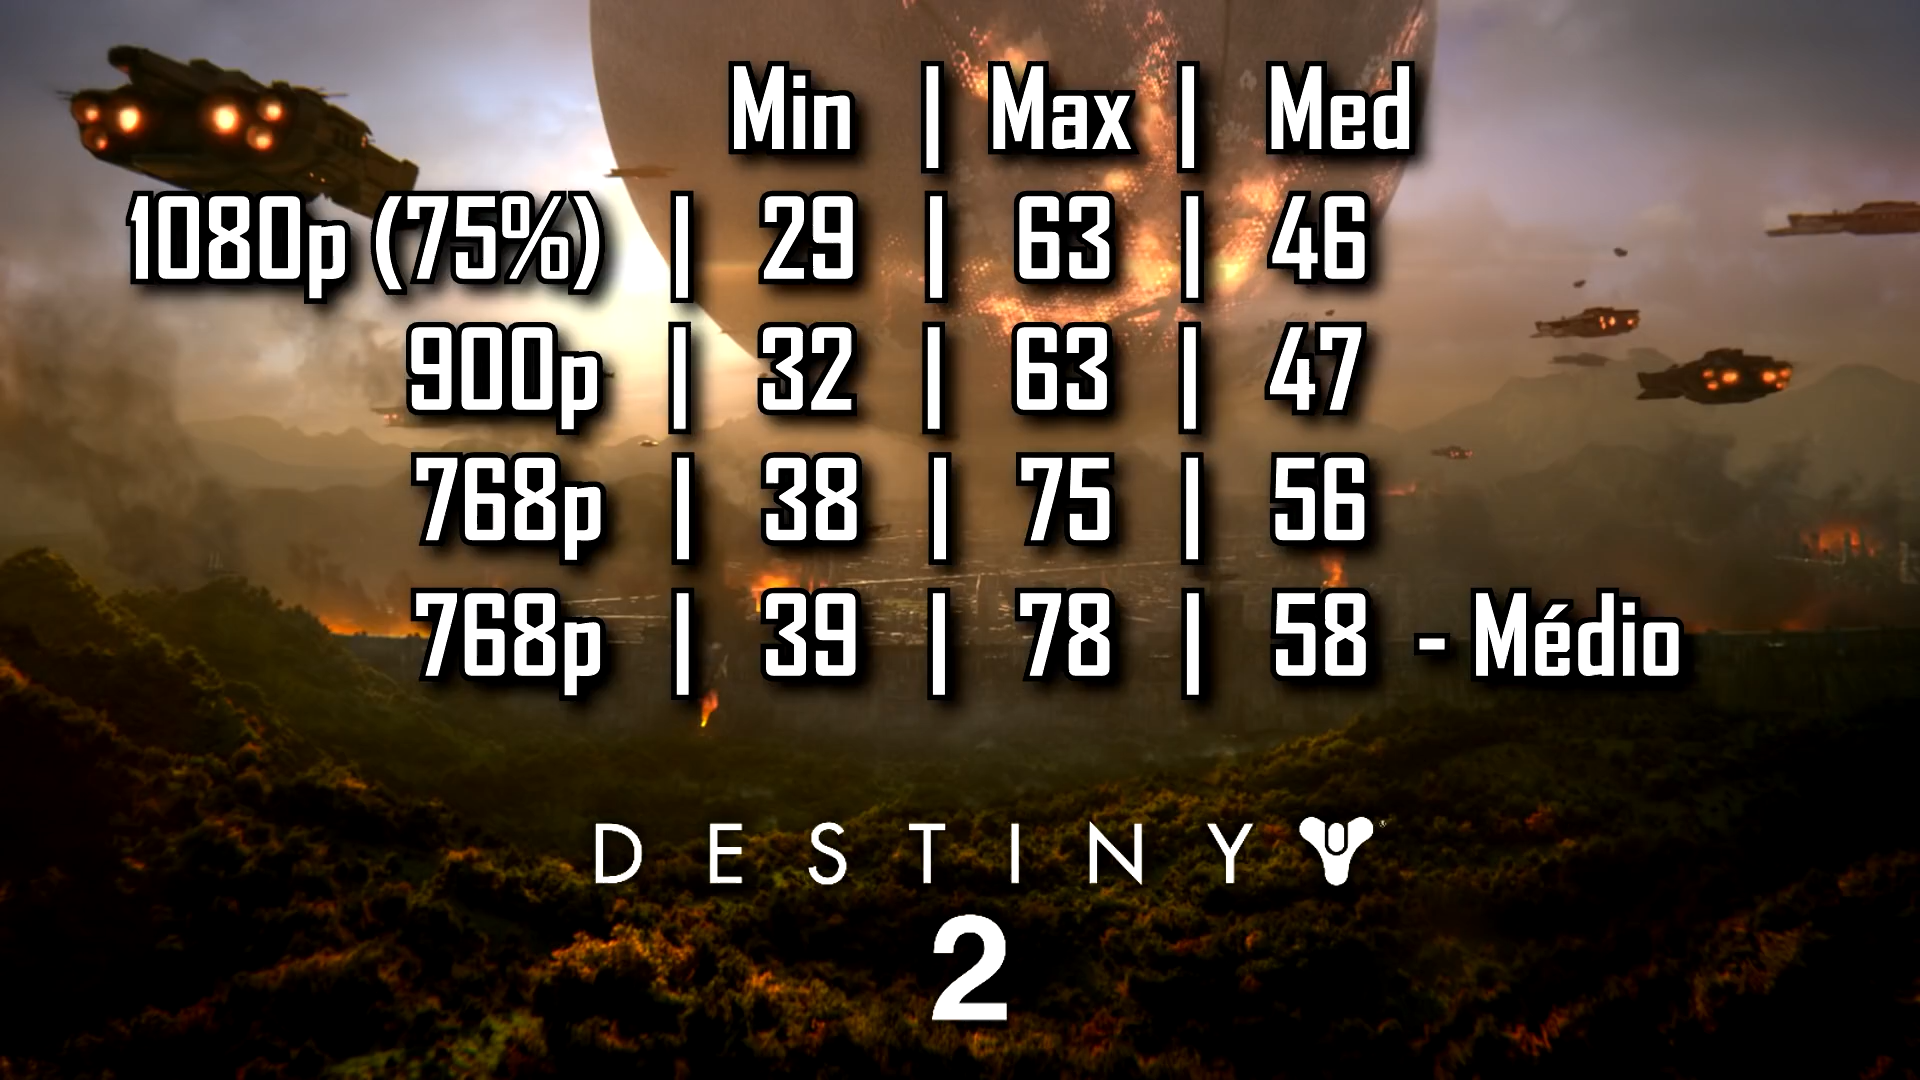 Min | Max | Med
1080p (75%) | 29 | 63 | 46
900p | 32 | 63 | 47
768p | 38 | 75 | 56
768p | 39 | 78 | 58 - Médio
DESTINY
2